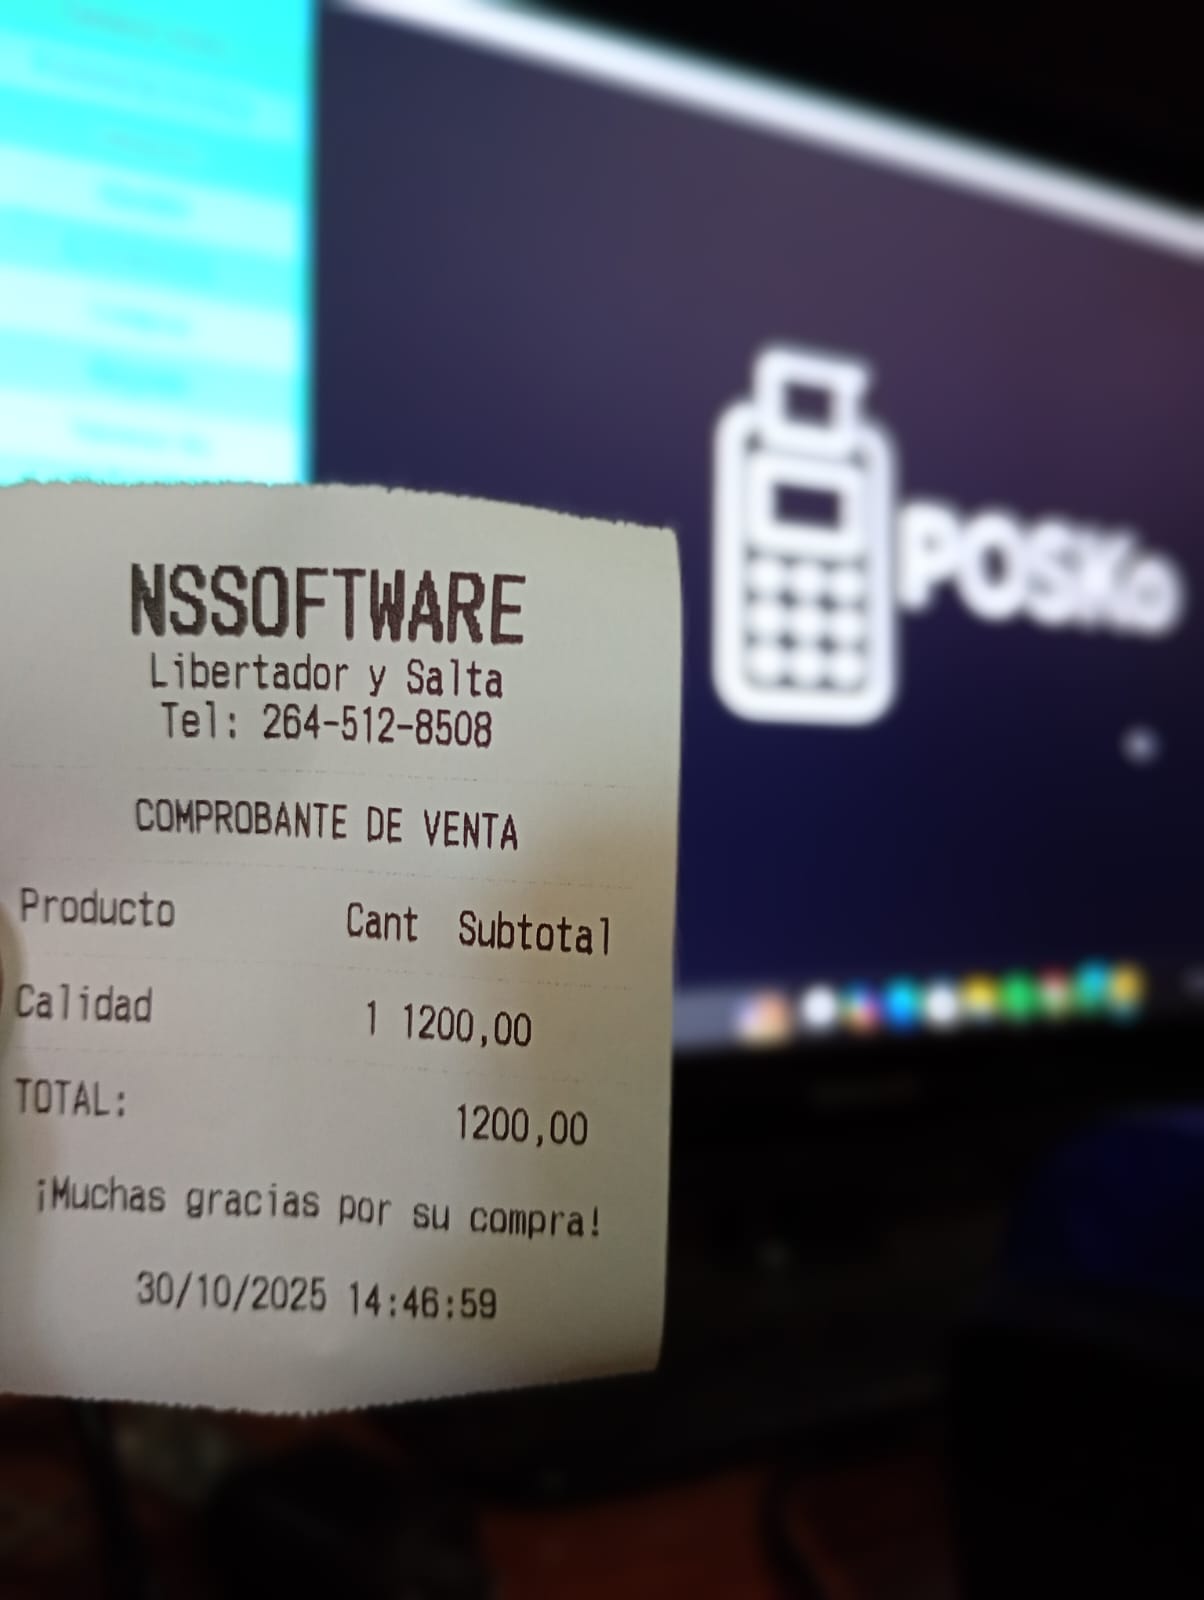 NSSOFTWARE
Libertador y Salta
Tel: 264-512-8508
COMPROBANTE DE VENTA
Producto Cant Subtotal
Calidad 1 1200,00
TOTAL: 1200,00
¡Muchas gracias por su compra!
30/10/2025 14:46:59
POSKo